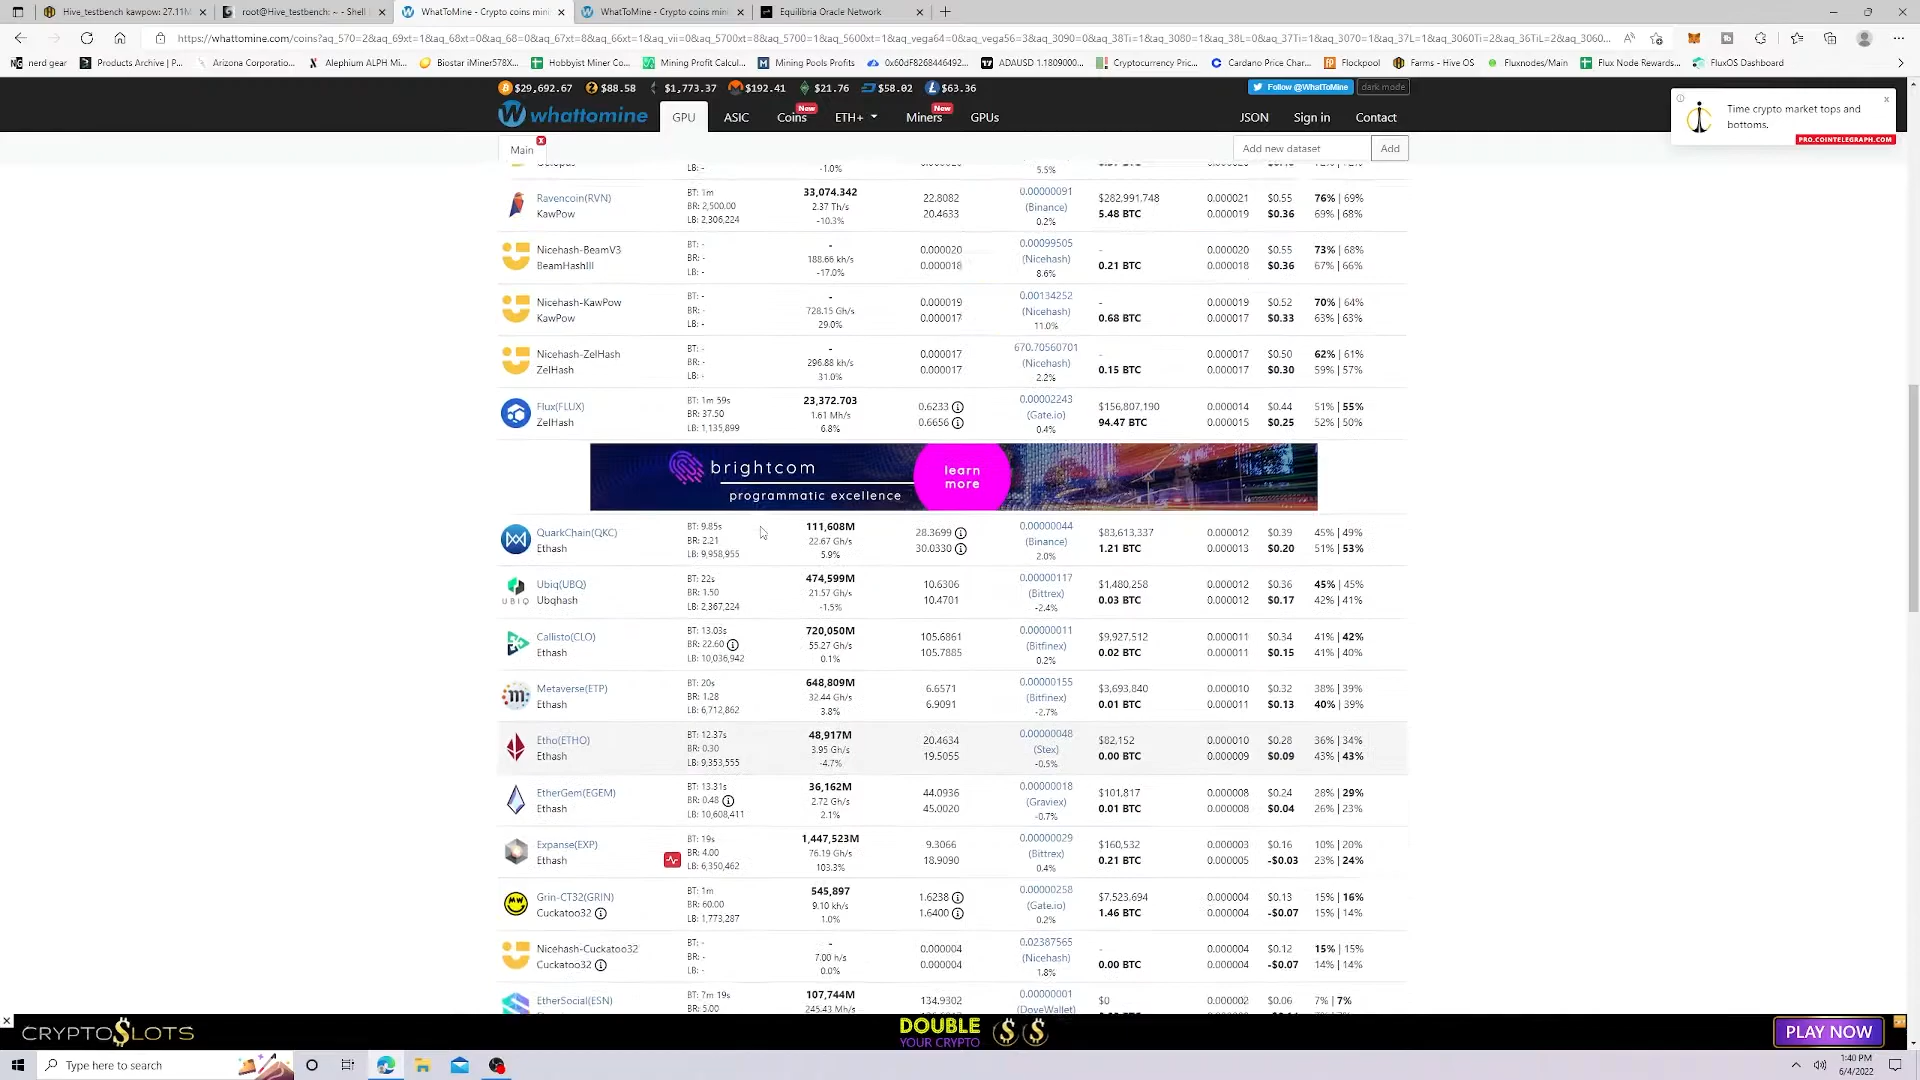 Hive_testbench kawpow: 27.11M
root@Hive_testbench: ~ - Shell
WhatToMine - Crypto coins mini
WhatToMine - Crypto coins mini
Equilibria Oracle Network
https://whattomine.com/coins?aq_570=2&aq_69xt=1&aq_68xt=0&aq_68=0&aq_67xt=8&aq_66xt=1&aq_vii=0&aq_5700xt=8&aq_5700=1&aq_5600xt=1&aq_vega64=0&aq_vega56=3&aq_3090=0&aq_38Ti=1&aq_3080=1&aq_38L=0&aq_37Ti=1&aq_3070=1&aq_37L=1&aq_3060Ti=2&aq_36TiL=2&aq_3060...
nerd gear
Products Archive | P...
Arizona Corporatio...
Alephium ALPH Mi...
Biostar iMiner578X...
Hobbyist Miner Co...
Mining Profit Calcul...
Mining Pools Profits
0x60df8268446492...
ADAUSD 1.1809000...
Cryptocurrency Pric...
Cardano Price Char...
Flockpool
Farms - Hive OS
Fluxnodes/Main
Flux Node Rewards...
FluxOS Dashboard
$29,692.67 $88.58 $1,773.37 $192.41 $21.76 $58.02 $63.36
Follow @WhatToMine
dark mode
whattomine GPU ASIC Coins New ETH+ Miners New GPUs JSON Sign in Contact
Time crypto market tops and
bottoms.
PRO.COINTELEGRAPH.COM
Main
Add new dataset
Add
LB: - -1.0% 5.5%
Ravencoin(RVN) BT: 1m 33,074.342 22.8082 0.00000091 $282,991,748 0.000021 $0.55 76% | 69%
KawPow BR: 2,500.00 2.37 Th/s 20.4633 (Binance) 5.48 BTC 0.000019 $0.36 69% | 68%
LB: 2,306,224 -10.3% 0.2%
Nicehash-BeamV3 BT: - - 0.000020 0.00099505 - 0.000020 $0.55 73% | 68%
BeamHashIII BR: - 188.66 kh/s 0.000018 (Nicehash) 0.21 BTC 0.000018 $0.36 67% | 66%
LB: - -17.0% 8.6%
Nicehash-KawPow BT: - - 0.000019 0.00134252 - 0.000019 $0.52 70% | 64%
KawPow BR: - 728.15 Gh/s 0.000017 (Nicehash) 0.68 BTC 0.000017 $0.33 63% | 63%
LB: - 29.0% 11.0%
Nicehash-ZelHash BT: - - 0.000017 670.70560701 - 0.000017 $0.50 62% | 61%
ZelHash BR: - 296.88 kh/s 0.000017 (Nicehash) 0.15 BTC 0.000017 $0.30 59% | 57%
LB: - 31.0% 2.2%
Flux(FLUX) BT: 1m 59s 23,372.703 0.6233 0.00002243 $156,807,190 0.000014 $0.44 51% | 55%
ZelHash BR: 37.50 1.61 Mh/s 0.6656 (Gate.io) 94.47 BTC 0.000015 $0.25 52% | 50%
LB: 1,135,899 6.8% 0.4%
brightcom
programmatic excellence
learn
more
QuarkChain(QKC) BT: 9.85s 111,608M 28.3699 0.00000044 $83,613,337 0.000012 $0.39 45% | 49%
Ethash BR: 2.21 22.67 Gh/s 30.0330 (Binance) 1.21 BTC 0.000013 $0.20 51% | 53%
LB: 9,958,955 5.9% 2.0%
Ubiq(UBQ) BT: 22s 474,599M 10.6306 0.00000117 $1,480,258 0.000012 $0.36 45% | 45%
Ubqhash BR: 1.50 21.57 Gh/s 10.4701 (Bittrex) 0.03 BTC 0.000012 $0.17 42% | 41%
UBIQ LB: 2,367,224 -1.5% -2.4%
Callisto(CLO) BT: 13.03s 720,050M 105.6861 0.00000011 $9,927,512 0.000011 $0.34 41% | 42%
Ethash BR: 22.60 55.27 Gh/s 105.7885 (Bitfinex) 0.02 BTC 0.000011 $0.15 41% | 40%
LB: 10,036,942 0.1% 0.2%
Metaverse(ETP) BT: 20s 648,809M 6.6571 0.00000155 $3,693,840 0.000010 $0.32 38% | 39%
Ethash BR: 1.28 32.44 Gh/s 6.9091 (Bitfinex) 0.01 BTC 0.000011 $0.13 40% | 39%
LB: 6,712,862 3.8% -2.7%
Etho(ETHO) BT: 12.37s 48,917M 20.4634 0.00000048 $82,152 0.000010 $0.28 36% | 34%
Ethash BR: 0.30 3.95 Gh/s 19.5055 (Stex) 0.00 BTC 0.000009 $0.09 43% | 43%
LB: 9,353,555 -4.7% -0.5%
EtherGem(EGEM) BT: 13.31s 36,162M 44.0936 0.00000018 $101,817 0.000008 $0.24 28% | 29%
Ethash BR: 0.48 2.72 Gh/s 45.0020 (Graviex) 0.01 BTC 0.000008 $0.04 26% | 23%
LB: 10,608,411 2.1% -0.7%
Expanse(EXP) BT: 19s 1,447,523M 9.3066 0.00000029 $160,532 0.000003 $0.16 10% | 20%
Ethash BR: 4.00 76.19 Gh/s 18.9090 (Bittrex) 0.21 BTC 0.000005 -$0.03 23% | 24%
LB: 6,350,462 103.3% 0.4%
Grin-CT32(GRIN) BT: 1m 545,897 1.6238 0.00000258 $7,523,694 0.000004 $0.13 15% | 16%
Cuckatoo32 BR: 60.00 9.10 kh/s 1.6400 (Gate.io) 1.46 BTC 0.000004 -$0.07 15% | 14%
LB: 1,773,287 1.0% 0.2%
Nicehash-Cuckatoo32 BT: - - 0.000004 0.02387565 - 0.000004 $0.12 15% | 15%
Cuckatoo32 BR: - 7.00 h/s 0.000004 (Nicehash) 0.00 BTC 0.000004 -$0.07 14% | 14%
LB: - 0.0% 1.8%
EtherSocial(ESN) BT: 7m 19s 107,744M 134.9302 0.00000001 $0 0.000002 $0.06 7% | 7%
BR: 5.00 245.43 Mh/s (DoveWallet)
CRYPTO$LOTS
DOUBLE
YOUR CRYPTO
PLAY NOW
Type here to search
1:40 PM
6/4/2022